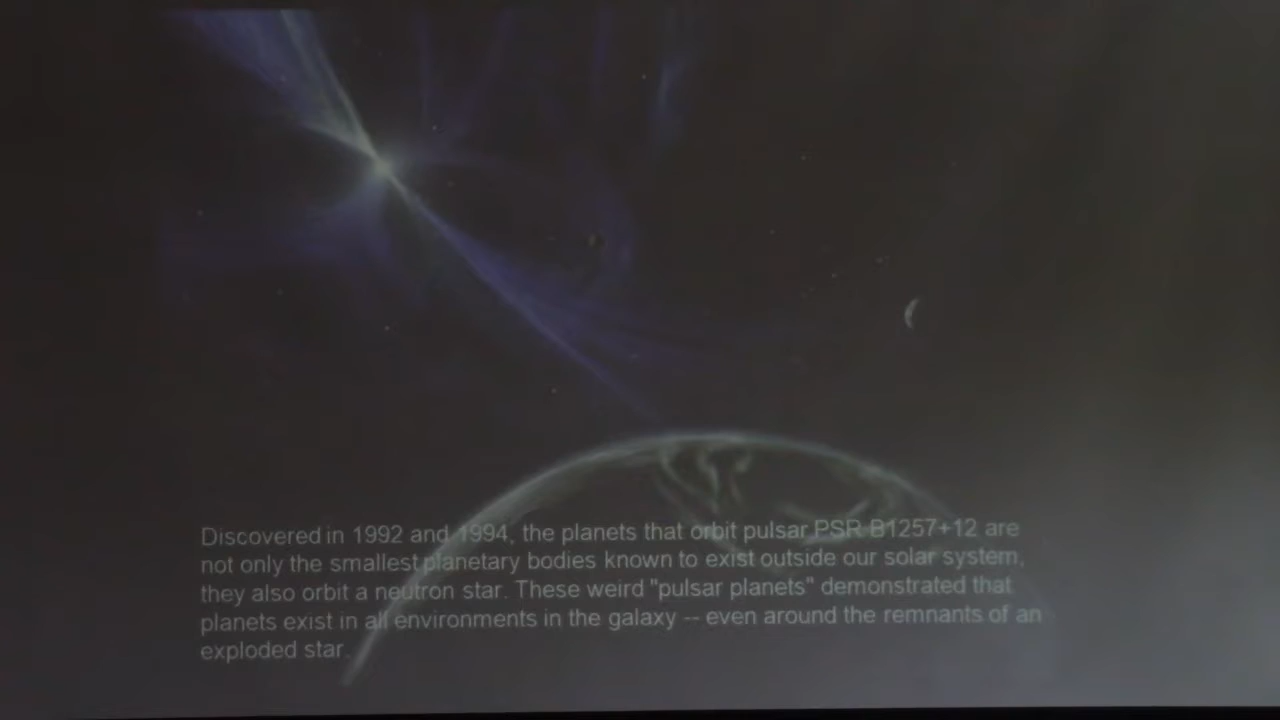 Discovered in 1992 and 1994, the planets that orbit pulsar PSR B1257+12 are
not only the smallest planetary bodies known to exist outside our solar system,
they also orbit a neutron star. These weird "pulsar planets" demonstrated that
planets exist in all environments in the galaxy -- even around the remnants of an
exploded star.